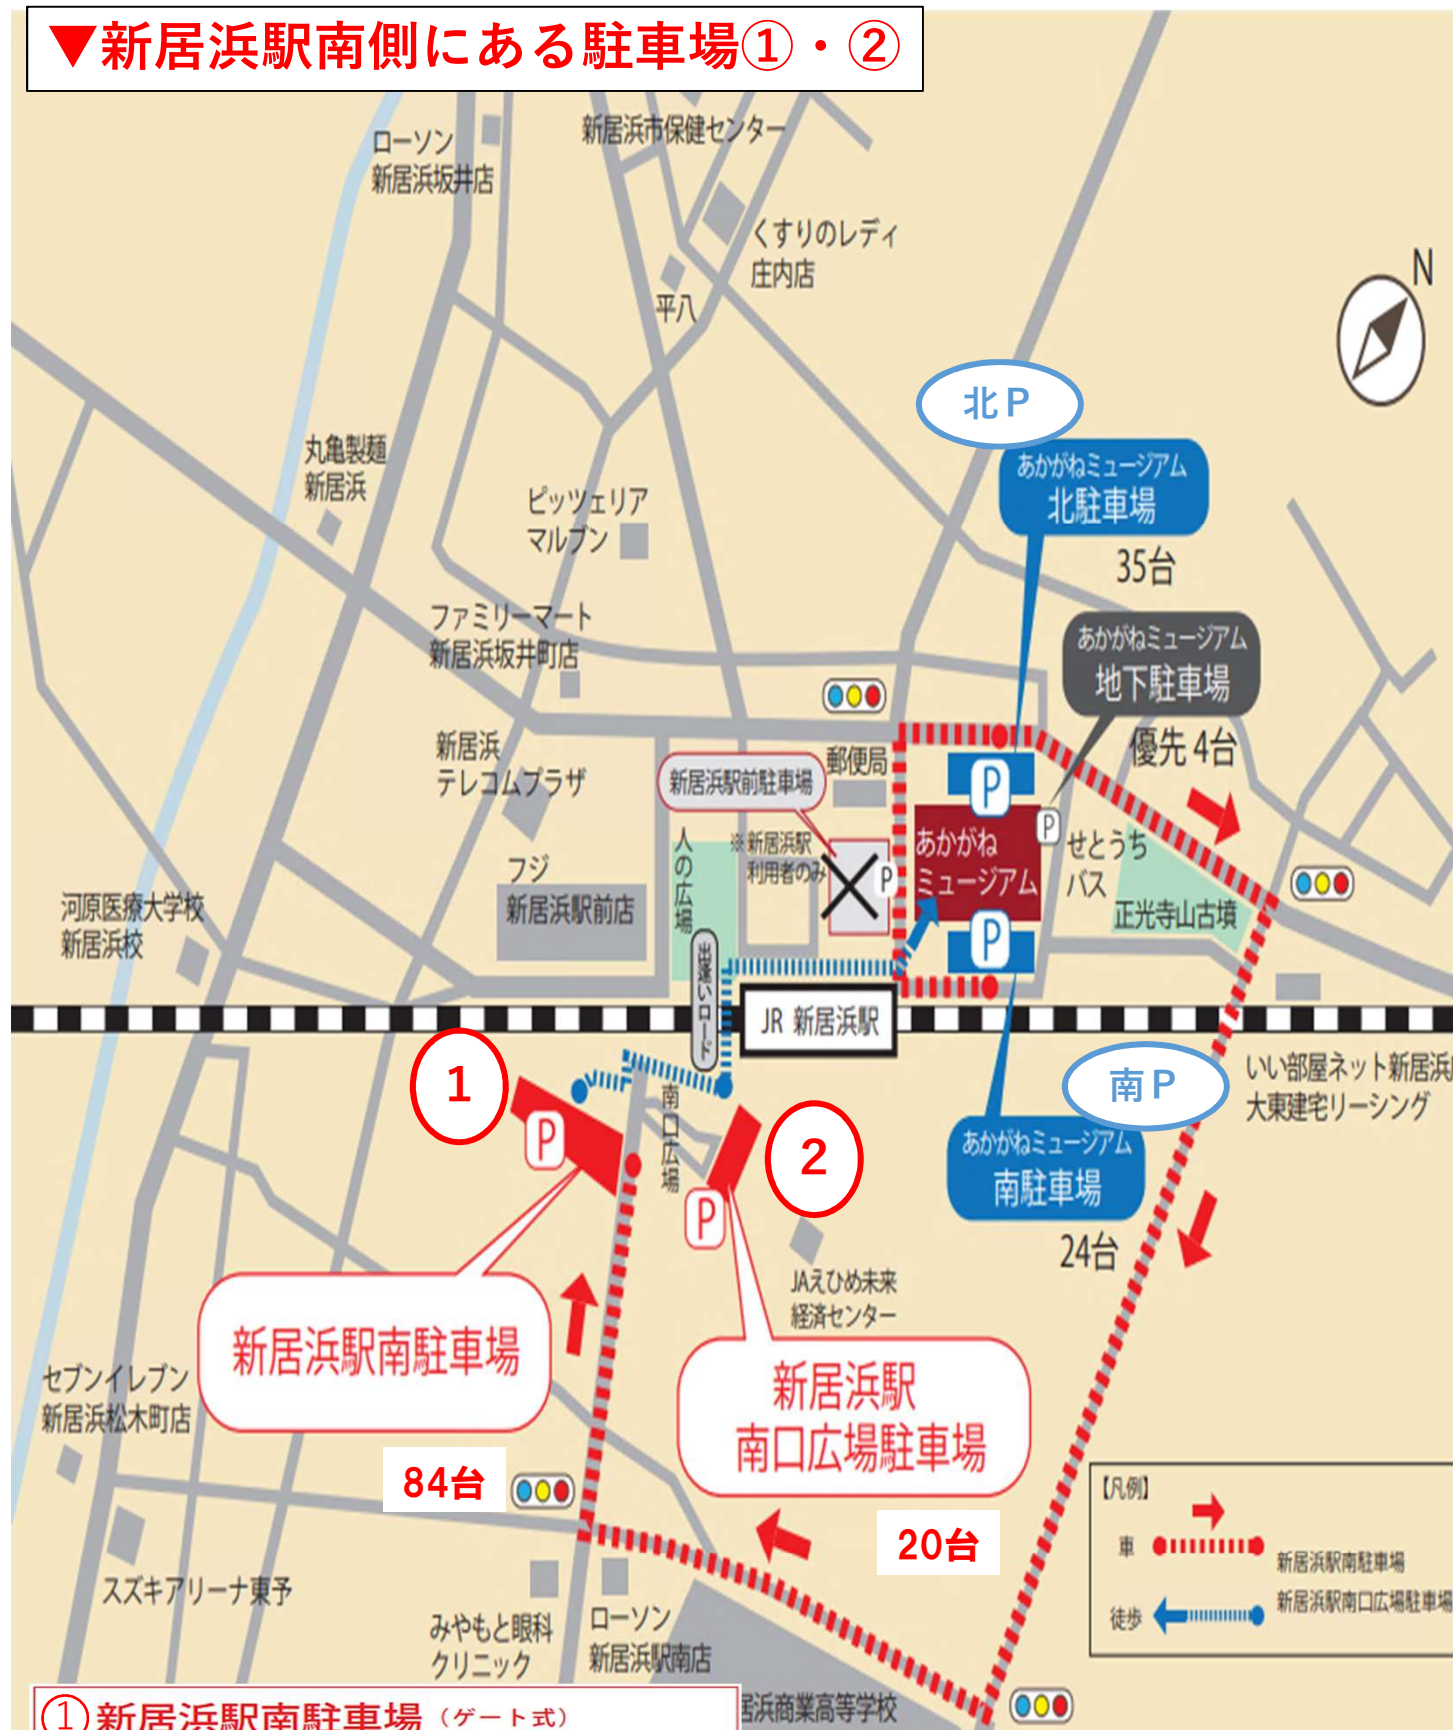 ▼新居浜駅南側にある駐車場①・②
ローソン
新居浜坂井店
新居浜市保健センター
くすりのレディ
庄内店
平八
N
北P
丸亀製麺
新居浜
ピッツェリア
マルブン
あかがねミュージアム
北駐車場
35台
ファミリーマート
新居浜坂井町店
あかがねミュージアム
地下駐車場
優先 4台
新居浜
テレコムプラザ
新居浜駅前駐車場
郵便局
P
人の広場
※新居浜駅
利用者のみ
P
あかがね
ミュージアム
P
せとうち
バス
正光寺山古墳
フジ
新居浜駅前店
河原医療大学校
新居浜校
P
出逢いロード
JR 新居浜駅
1
南P
いい部屋ネット新居浜
大東建宅リーシング
南口広場
P
2
あかがねミュージアム
南駐車場
24台
P
JAえひめ未来
経済センター
新居浜駅南駐車場
新居浜駅
南口広場駐車場
セブンイレブン
新居浜松木町店
84台
20台
【凡例】
車
新居浜駅南駐車場
徒歩
新居浜駅南口広場駐車場
スズキアリーナ東予
みやもと眼科
クリニック
ローソン
新居浜駅南店
居浜商業高等学校
① 新居浜駅南駐車場（ゲート式）